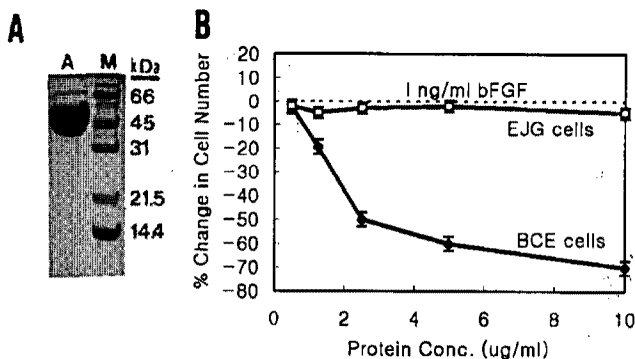 A
A M kDa
66
45
31
21.5
14.4
B
% Change in Cell Number
20
10
0
-10
-20
-30
-40
-50
-60
-70
-80
1 ng/ml bFGF
EJG cells
BCE cells
0 2 4 6 8 10
Protein Conc. (ug/ml)